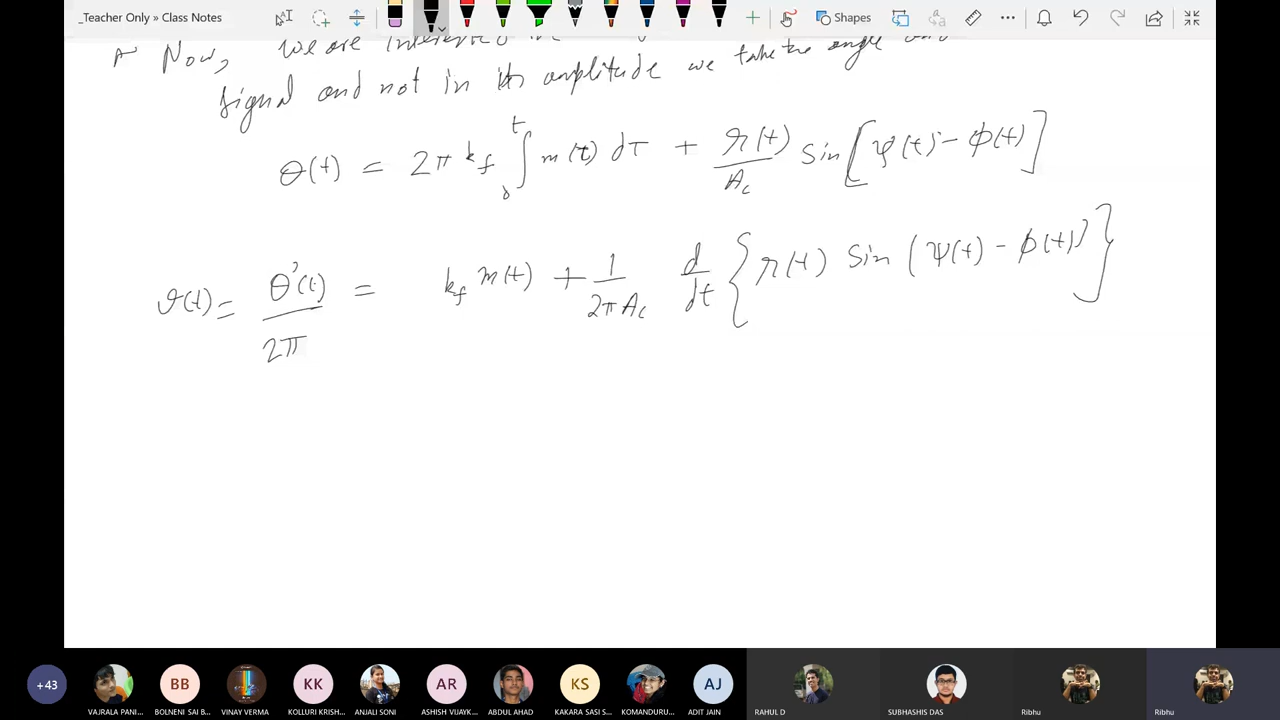 _Teacher Only » Class Notes
Shapes
Now, We are interested in
signal and not in its amplitude we take the angle
θ(t) = 2π k_f ∫_0^t m(τ) dτ + r(t)/A_c Sin [ψ(t) - φ(t)]
v(t) = θ'(t)/2π = k_f m(t) + 1/2πA_c d/dt {r(t) Sin (ψ(t) - φ(t))}
+43
BB
KK
AR
KS
AJ
VAJRALA PANI...
BOLNENI SAI B...
VINAY VERMA
KOLLURI KRISH...
ANJALI SONI
ASHISH VIJAYK...
ABDUL AHAD
KAKARA SASI S...
KOMANDURU...
ADIT JAIN
RAHUL D
SUBHASHIS DAS
Ribhu
Ribhu